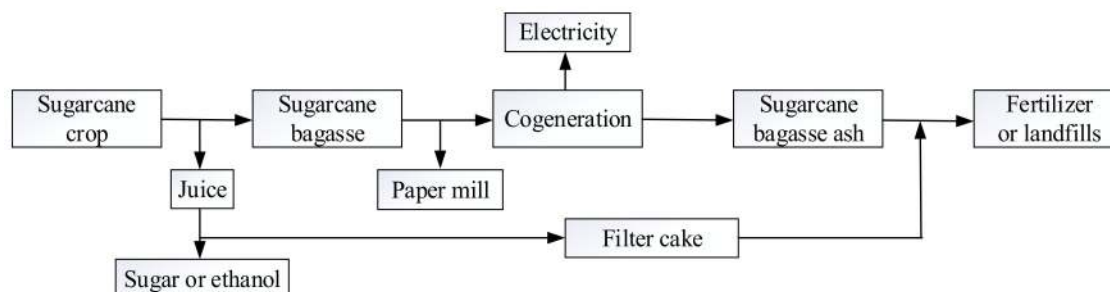 Electricity
Sugarcane
crop
Sugarcane
bagasse
Cogeneration
Sugarcane
bagasse ash
Fertilizer
or landfills
Juice
Paper mill
Filter cake
Sugar or ethanol